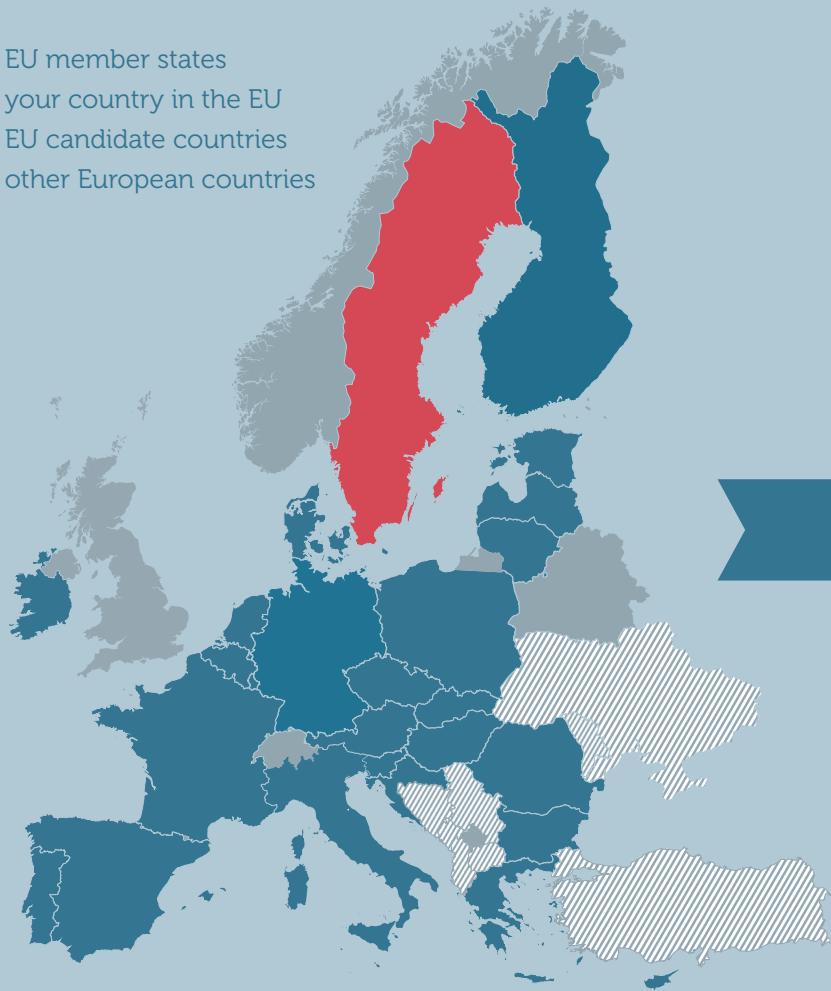 EU member states
your country in the EU
EU candidate countries
other European countries